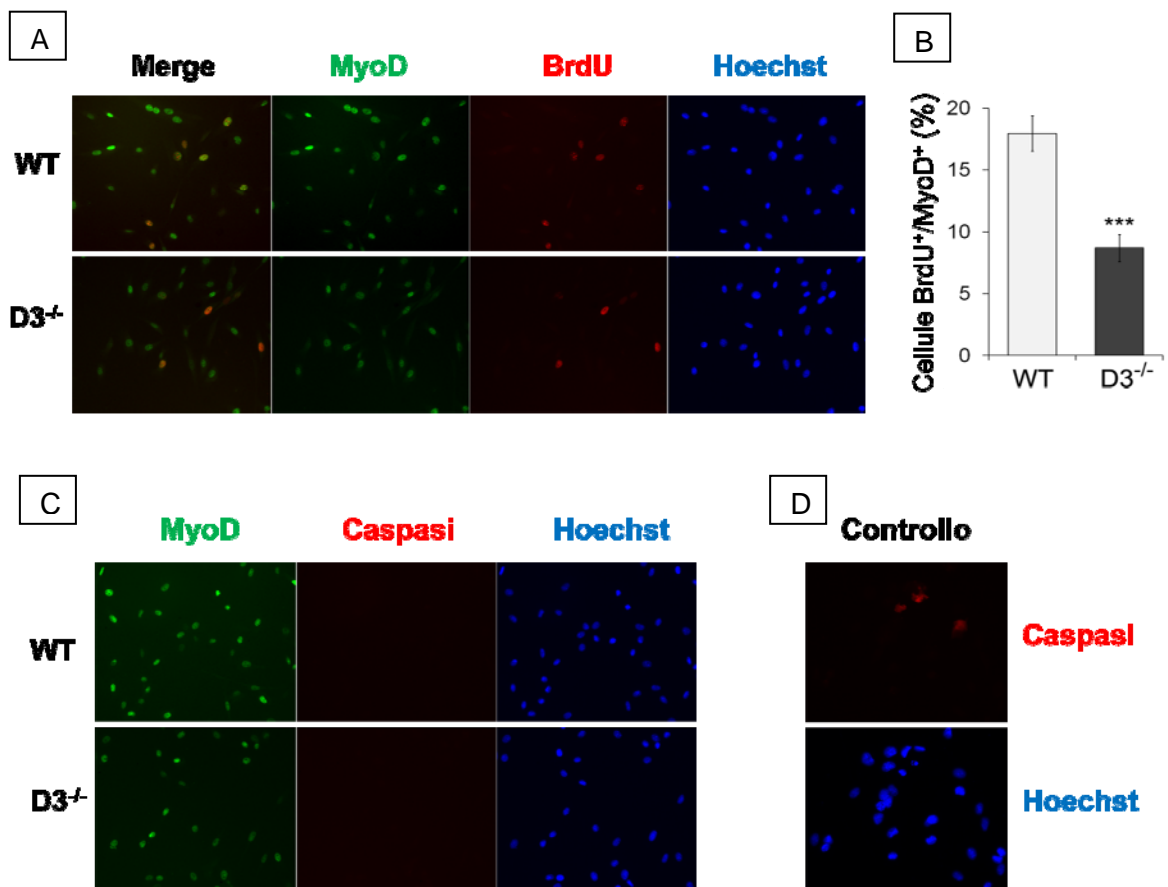 A
Merge MyoD BrdU Hoechst
WT
D3⁻/⁻
B
Cellule BrdU⁺/MyoD⁺ (%)
20
15
10
5
0
***
WT D3⁻/⁻
C
MyoD Caspasi Hoechst
WT
D3⁻/⁻
D
Controllo
Caspasi
Hoechst